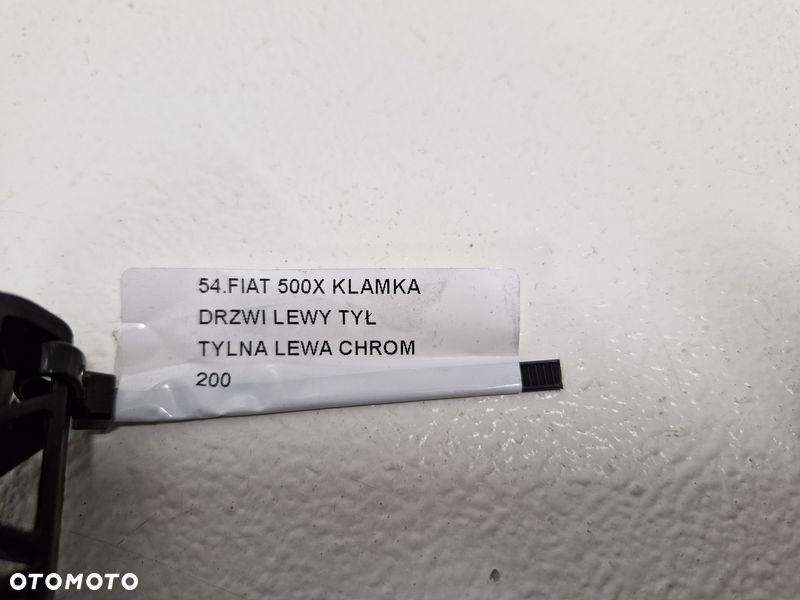 54.FIAT 500X KLAMKA
DRZWI LEWY TYŁ
TYLNA LEWA CHROM
200
OTOMOTO